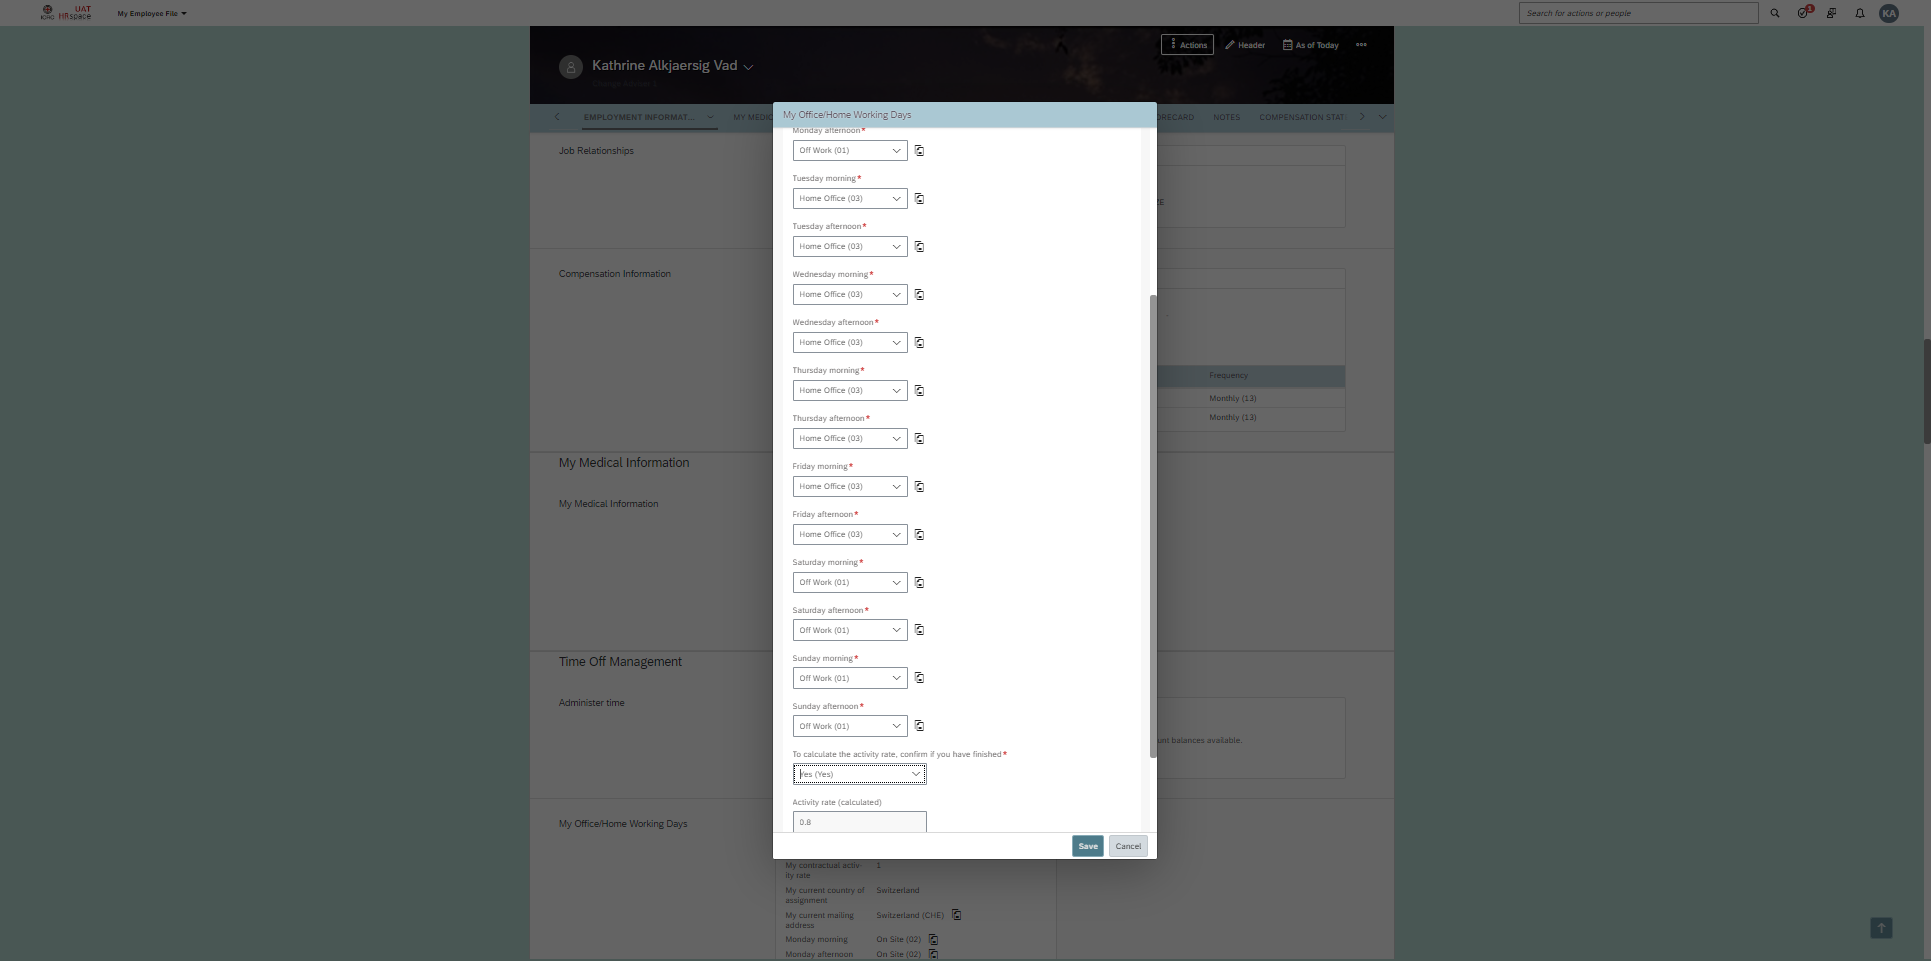 UAT
ICRC HRspace
My Employee File
Search for actions or people
1
KA
Actions
Header
As of Today
Kathrine Alkjaersig Vad
EMPLOYMENT INFORMAT...
MY MEDIC
ORECARD
NOTES
COMPENSATION STAT
My Office/Home Working Days
Job Relationships
Compensation Information
Frequency
Monthly (13)
Monthly (13)
My Medical Information
My Medical Information
Time Off Management
Administer time
unt balances available.
My Office/Home Working Days
Monday afternoon*
Off Work (01)
Tuesday morning*
Home Office (03)
Tuesday afternoon*
Home Office (03)
Wednesday morning*
Home Office (03)
Wednesday afternoon*
Home Office (03)
Thursday morning*
Home Office (03)
Thursday afternoon*
Home Office (03)
Friday morning*
Home Office (03)
Friday afternoon*
Home Office (03)
Saturday morning*
Off Work (01)
Saturday afternoon*
Off Work (01)
Sunday morning*
Off Work (01)
Sunday afternoon*
Off Work (01)
To calculate the activity rate, confirm if you have finished*
Yes (Yes)
Activity rate (calculated)
0.8
Save
Cancel
My contractual activ-
ity rate
1
My current country of
assignment
Switzerland
My current mailing
address
Switzerland (CHE)
Monday morning
On Site (02)
Monday afternoon
On Site (02)